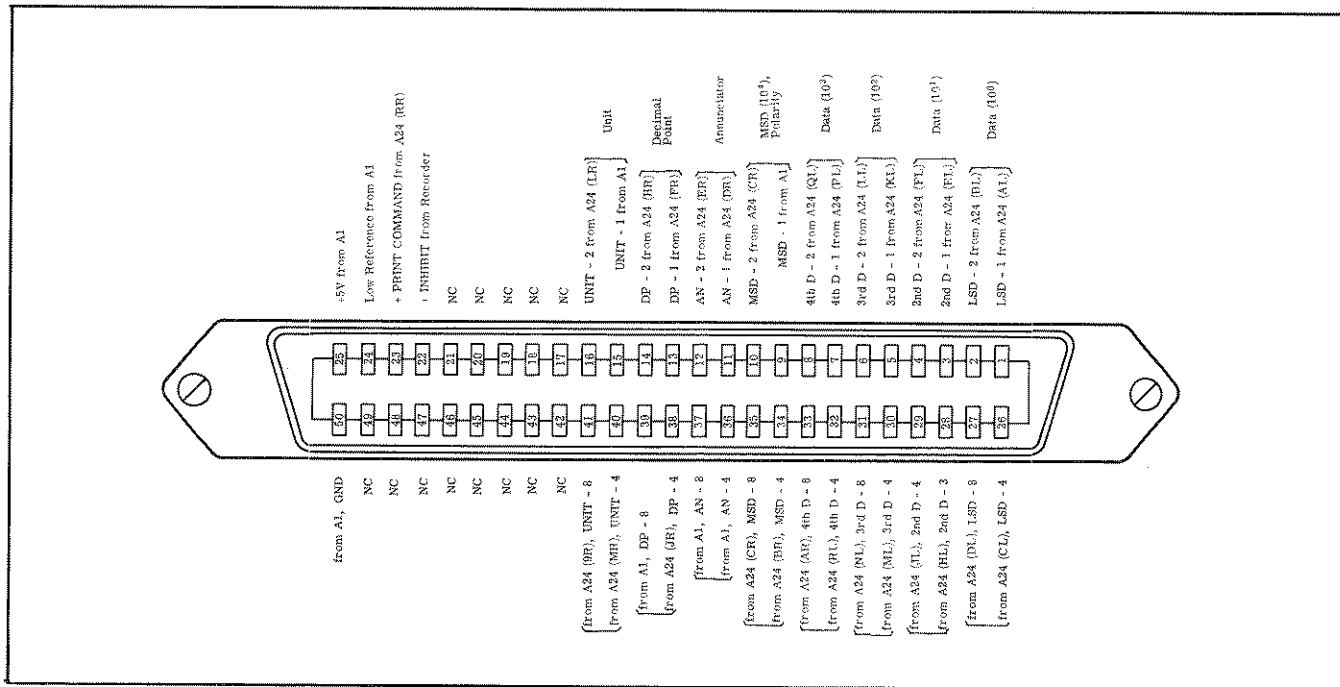 +5V from A1
Low Reference from A1
+ PRINT COMMAND from A24 (RR)
+ INHIBIT from Recorder
NC
NC
NC
NC
NC
UNIT - 2 from A24 (LR)
UNIT - 1 from A1
Unit
DP - 2 from A24 (HR)
DP - 1 from A24 (FR)
Decimal
Point
AN - 2 from A24 (ER)
AN - 1 from A24 (DR)
Annunciator
MSD - 2 from A24 (CR)
MSD - 1 from A1
MSD (10⁴),
Polarity
4th D - 2 from A24 (QL)
4th D - 1 from A24 (PL)
Data (10³)
3rd D - 2 from A24 (LL)
3rd D - 1 from A24 (KL)
Data (10²)
2nd D - 2 from A24 (FL)
2nd D - 1 from A24 (EL)
Data (10¹)
LSD - 2 from A24 (BL)
LSD - 1 from A24 (AL)
Data (10⁰)
25
24
23
22
21
20
19
18
17
16
15
14
13
12
11
10
9
8
7
6
5
4
3
2
1
50
49
48
47
46
45
44
43
42
41
40
39
38
37
36
35
34
33
32
31
30
29
28
27
26
from A1, GND
NC
NC
NC
NC
NC
NC
NC
NC
from A24 (9R), UNIT - 8
from A24 (MR), UNIT - 4
from A1, DP - 8
from A24 (JR), DP - 4
from A1, AN - 8
from A1, AN - 4
from A24 (CR), MSD - 8
from A24 (BR), MSD - 4
from A24 (AR), 4th D - 8
from A24 (RL), 4th D - 4
from A24 (NL), 3rd D - 8
from A24 (ML), 3rd D - 4
from A24 (JL), 2nd D - 4
from A24 (HL), 2nd D - 3
from A24 (DL), LSD - 8
from A24 (CL), LSD - 4